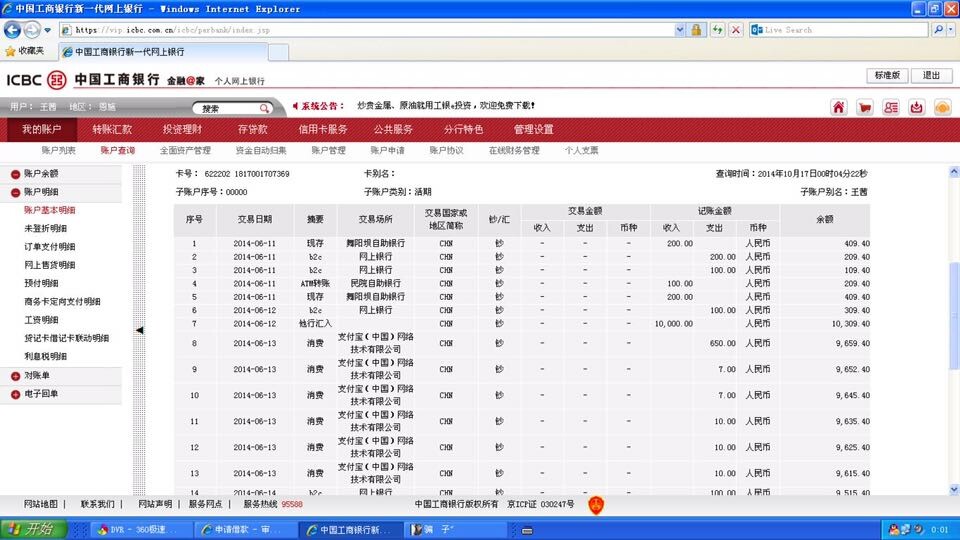 中国工商银行新一代网上银行 - Windows Internet Explorer
https://vip.icbc.com.cn/icbc/perbank/index.jsp
Live Search
收藏夹 中国工商银行新一代网上银行
ICBC 中国工商银行 金融@家 个人网上银行 标准版 退出
用户: 王茜 地区: 恩施 搜索 系统公告: 炒贵金属、原油就用工银e投资,欢迎免费下载!
我的账户 转账汇款 投资理财 存贷款 信用卡服务 公共服务 分行特色 管理设置
账户列表 账户查询 全面资产管理 资金自动归集 账户管理 账户申请 账户协议 在线财务管理 个人支票
账户余额
账户明细
账户基本明细
未登折明细
订单支付明细
网上售贷明细
预付明细
商务卡定向支付明细
工资明细
贷记卡借记卡联动明细
利息税明细
对账单
电子回单
卡号: 622202 1817001707369 卡别名: 查询时间:2014年10月17日00时04分22秒
子账户序号:00000 子账户类别:活期 子账户别名:王茜
序号 交易日期 摘要 交易场所 交易国家或地区简称 钞/汇 交易金额 记账金额 余额
收入 支出 币种 收入 支出 币种
1 2014-06-11 现存 舞阳坝自助银行 CHN 钞 - - - 200.00 人民币 409.40
2 2014-06-11 b2c 网上银行 CHN 钞 - - - 200.00 人民币 209.40
3 2014-06-11 b2c 网上银行 CHN 钞 - - - 100.00 人民币 109.40
4 2014-06-11 ATM转账 民院自助银行 CHN 钞 - - - 100.00 人民币 209.40
5 2014-06-11 现存 舞阳坝自助银行 CHN 钞 - - - 200.00 人民币 409.40
6 2014-06-12 b2c 网上银行 CHN 钞 - - - 100.00 人民币 309.40
7 2014-06-12 他行汇入 CHN 钞 - - - 10,000.00 人民币 10,309.40
8 2014-06-13 消费 支付宝(中国)网络技术有限公司 CHN 钞 - - - 650.00 人民币 9,659.40
9 2014-06-13 消费 支付宝(中国)网络技术有限公司 CHN 钞 - - - 7.00 人民币 9,652.40
10 2014-06-13 消费 支付宝(中国)网络技术有限公司 CHN 钞 - - - 7.00 人民币 9,645.40
11 2014-06-13 消费 支付宝(中国)网络技术有限公司 CHN 钞 - - - 10.00 人民币 9,635.40
12 2014-06-13 消费 支付宝(中国)网络技术有限公司 CHN 钞 - - - 10.00 人民币 9,625.40
13 2014-06-13 消费 支付宝(中国)网络技术有限公司 CHN 钞 - - - 10.00 人民币 9,615.40
14 2014-06-13 b2c 网上银行 CHN 钞 - - - 100.00 人民币 9,515.40
网站地图 | 联系我们 | 网站声明 | 服务网点 | 服务热线 95588 中国工商银行版权所有 京ICP证 030247号
开始 DVR - 360极速... 申请借款 - 审... 中国工商银行新... 骗 子~ 0:01